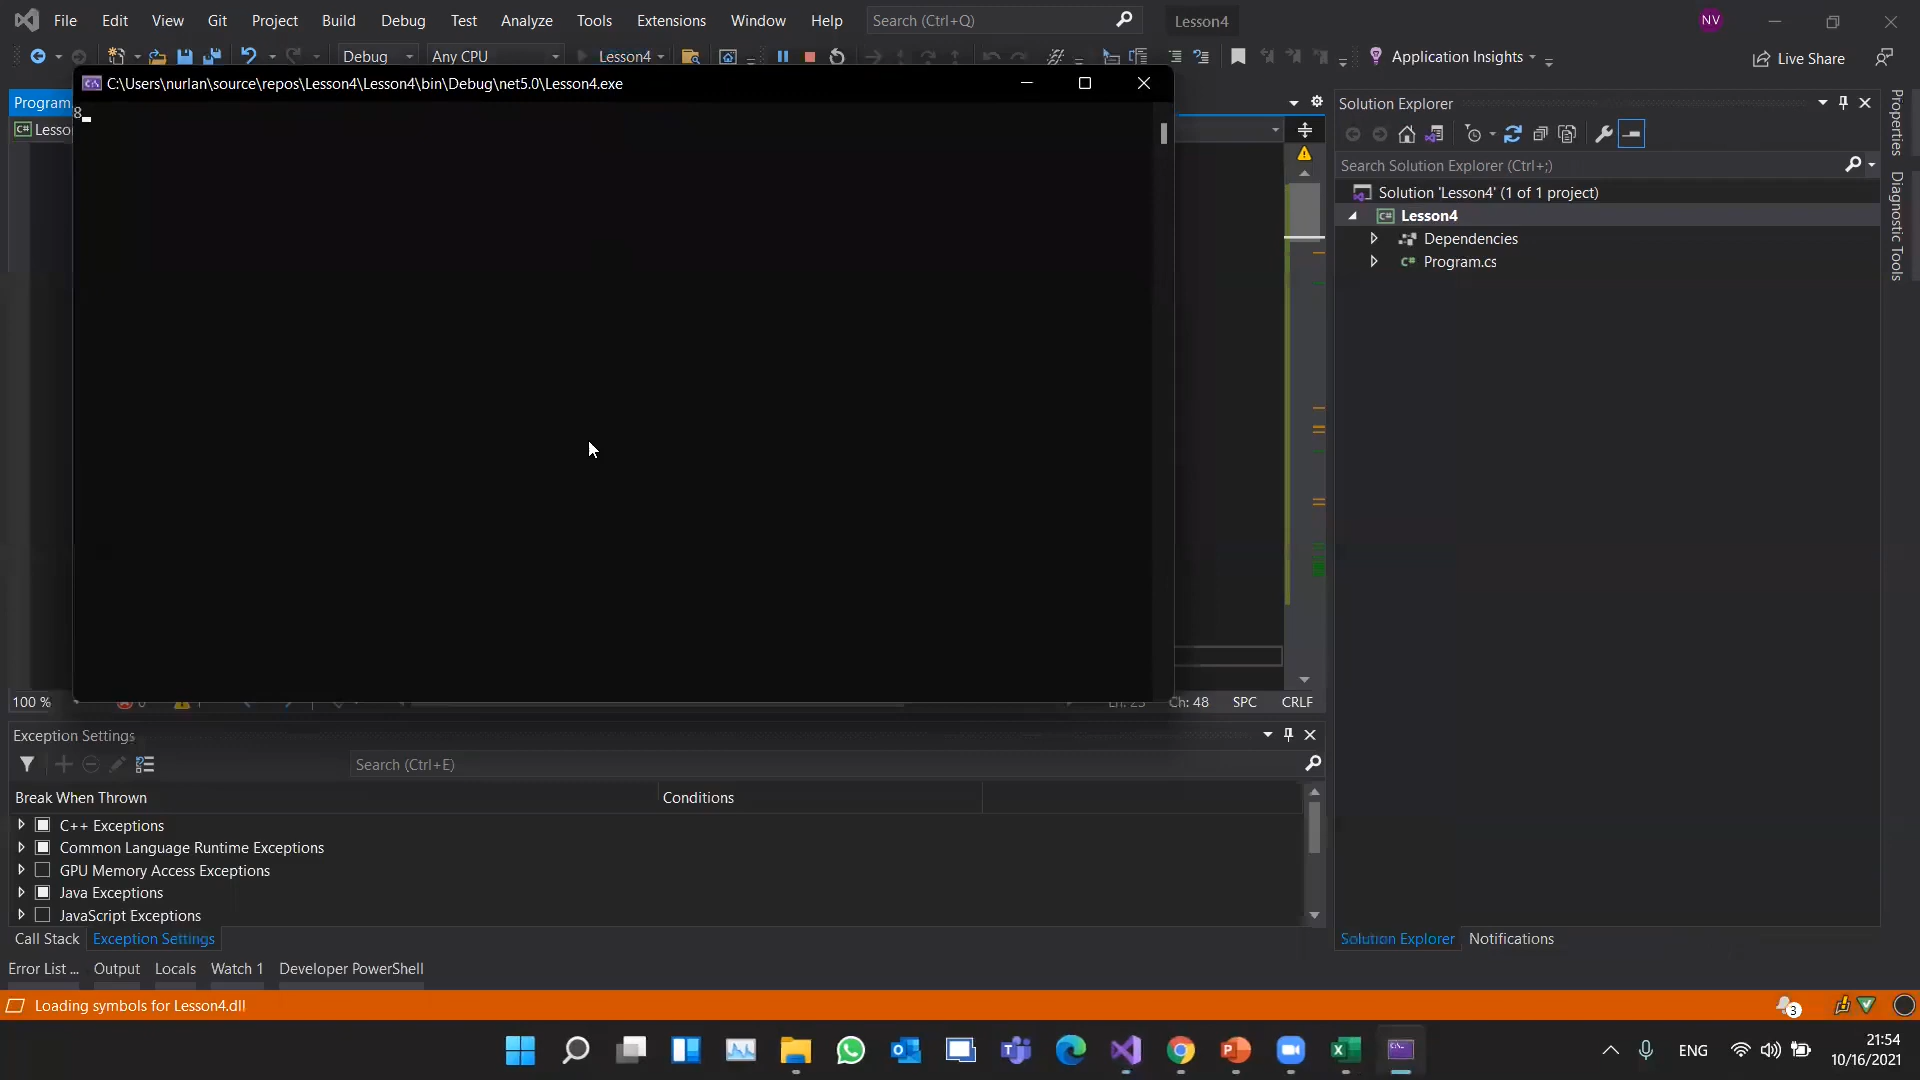 File Edit View Git Project Build Debug Test Analyze Tools Extensions Window Help Search (Ctrl+Q) Lesson4 NV
Debug Any CPU Lesson4 Application Insights Live Share
C:\Users\nurlan\source\repos\Lesson4\Lesson4\bin\Debug\net5.0\Lesson4.exe
8
Program
Lesso
100 %
Ch: 48 SPC CRLF
Solution Explorer
Search Solution Explorer (Ctrl+;)
Solution 'Lesson4' (1 of 1 project)
Lesson4
Dependencies
Program.cs
Properties
Diagnostic Tools
Exception Settings
Search (Ctrl+E)
Break When Thrown Conditions
C++ Exceptions
Common Language Runtime Exceptions
GPU Memory Access Exceptions
Java Exceptions
JavaScript Exceptions
Call Stack Exception Settings
Solution Explorer Notifications
Error List ... Output Locals Watch 1 Developer PowerShell
Loading symbols for Lesson4.dll
3
ENG
21:54
10/16/2021